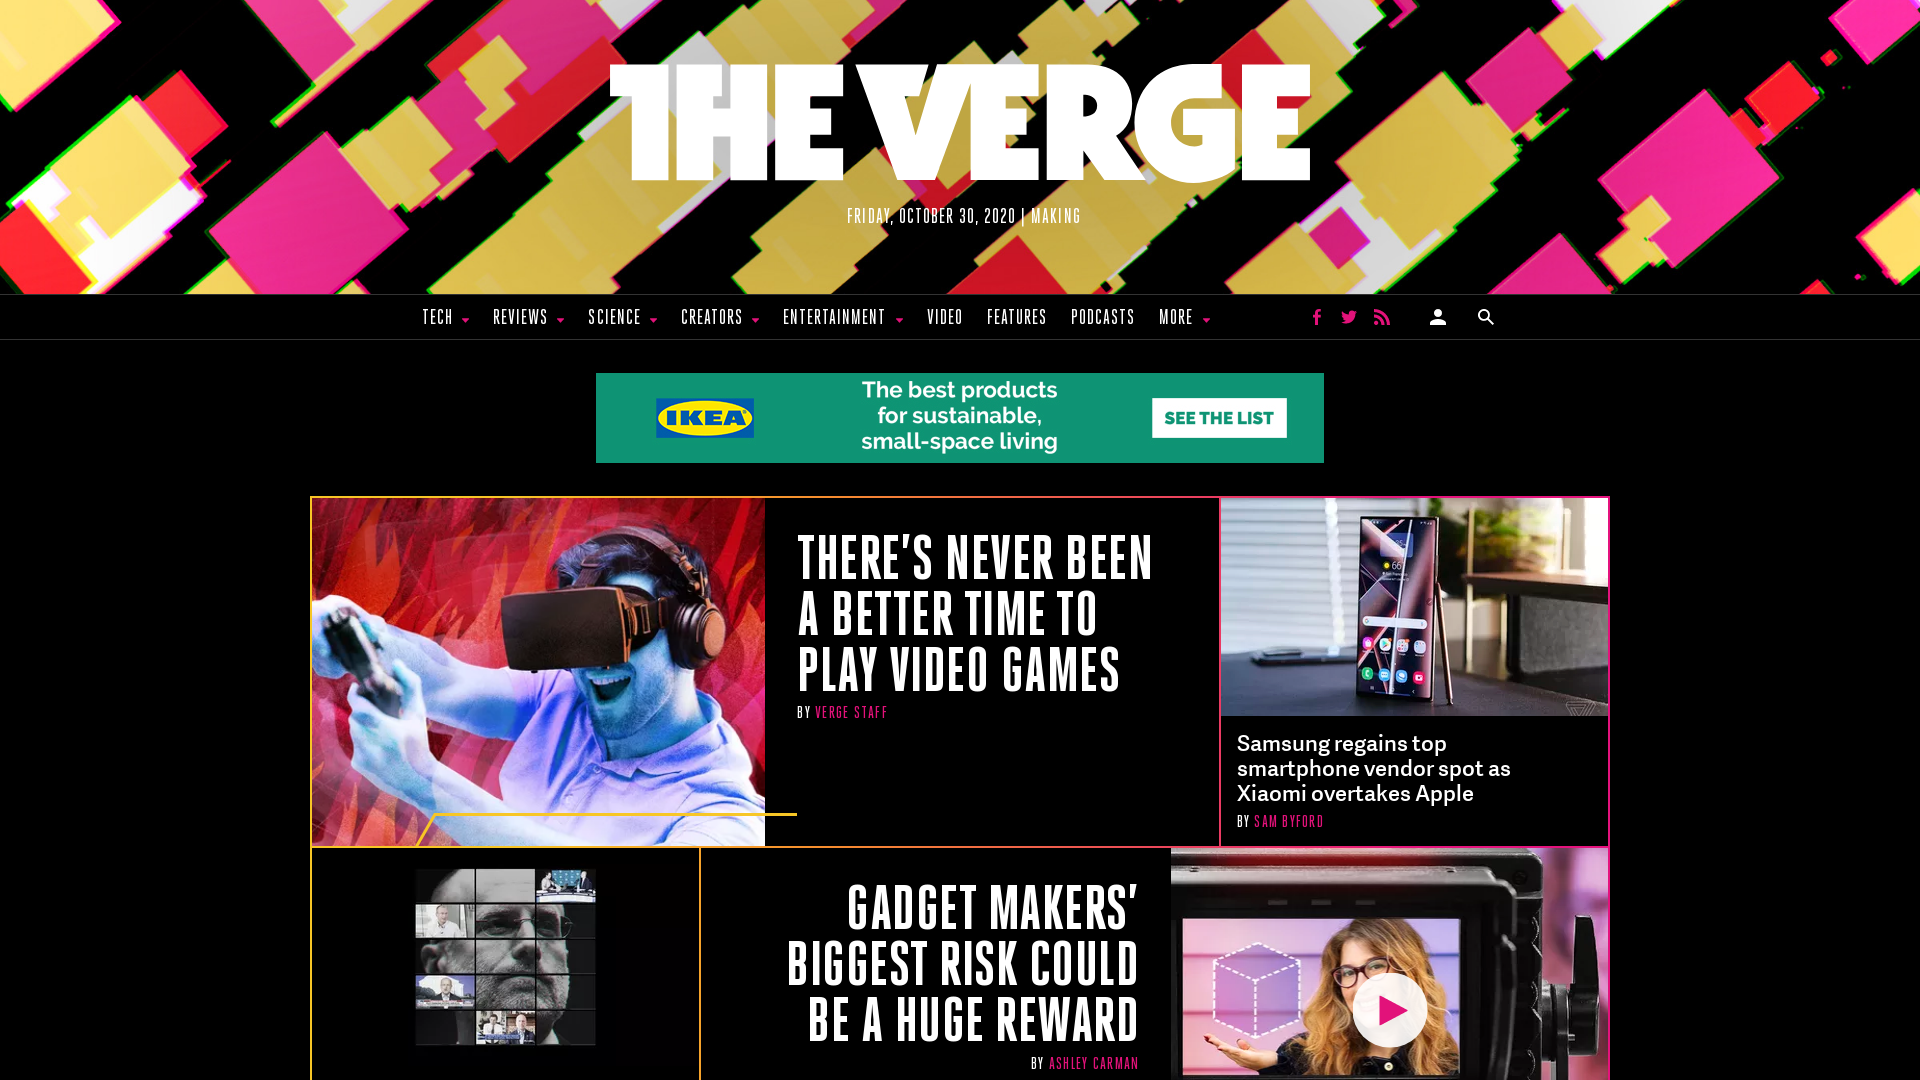 THE VERGE
FRIDAY, OCTOBER 30, 2020 | MAKING
TECH REVIEWS SCIENCE CREATORS ENTERTAINMENT VIDEO FEATURES PODCASTS MORE
IKEA
The best products
for sustainable,
small-space living
SEE THE LIST
THERE’S NEVER BEEN
A BETTER TIME TO
PLAY VIDEO GAMES
BY VERGE STAFF
Samsung regains top
smartphone vendor spot as
Xiaomi overtakes Apple
BY SAM BYFORD
GADGET MAKERS’
BIGGEST RISK COULD
BE A HUGE REWARD
BY ASHLEY CARMAN